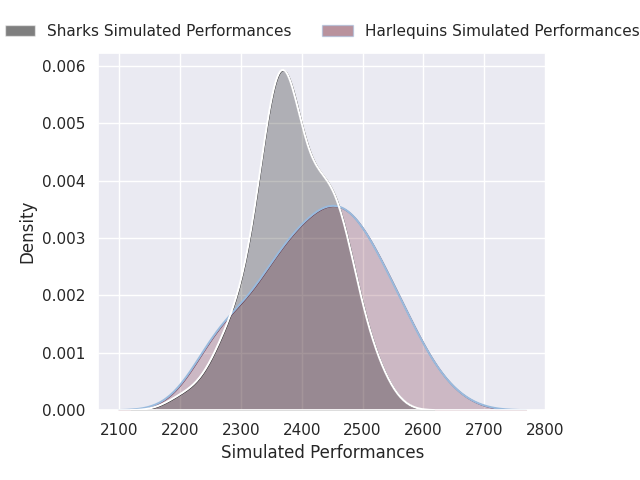 Sharks Simulated Performances Harlequins Simulated Performances
0.006
0.005
0.004
0.003
0.002
0.001
0.000
Density
2100 2200 2300 2400 2500 2600 2700 2800
Simulated Performances